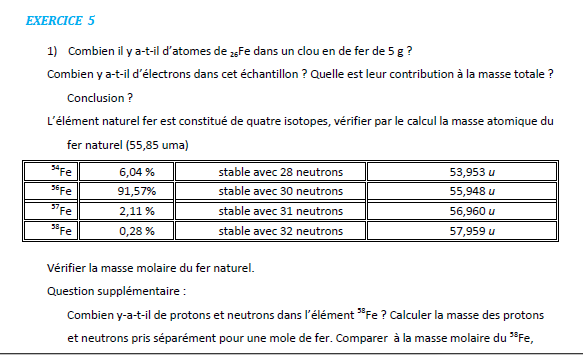 EXERCICE 5
1) Combien il y a-t-il d'atomes de ₂₆Fe dans un clou en de fer de 5 g ?
Combien y a-t-il d'électrons dans cet échantillon ? Quelle est leur contribution à la masse totale ?
Conclusion ?
L'élément naturel fer est constitué de quatre isotopes, vérifier par le calcul la masse atomique du
fer naturel (55,85 uma)
⁵⁴Fe 6,04 % stable avec 28 neutrons 53,953 u
⁵⁶Fe 91,57% stable avec 30 neutrons 55,948 u
⁵⁷Fe 2,11 % stable avec 31 neutrons 56,960 u
⁵⁸Fe 0,28 % stable avec 32 neutrons 57,959 u
Vérifier la masse molaire du fer naturel.
Question supplémentaire :
Combien y-a-t-il de protons et neutrons dans l'élément ⁵⁸Fe ? Calculer la masse des protons
et neutrons pris séparément pour une mole de fer. Comparer à la masse molaire du ⁵⁸Fe,